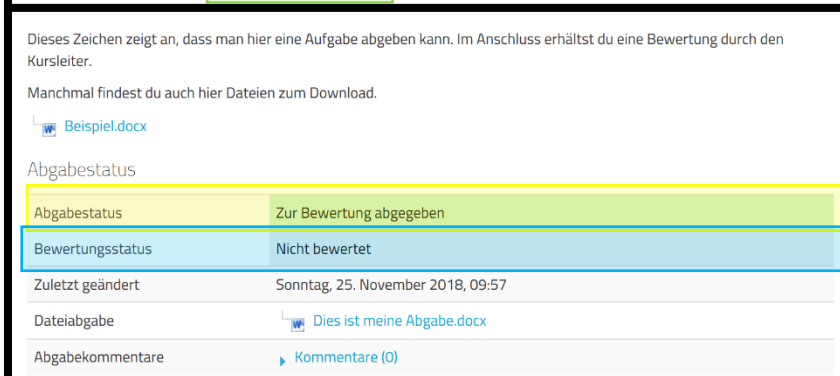 Dieses Zeichen zeigt an, dass man hier eine Aufgabe abgeben kann. Im Anschluss erhältst du eine Bewertung durch den
Kursleiter.
Manchmal findest du auch hier Dateien zum Download.
Beispiel.docx
Abgabestatus
Abgabestatus Zur Bewertung abgegeben
Bewertungsstatus Nicht bewertet
Zuletzt geändert Sonntag, 25. November 2018, 09:57
Dateiabgabe Dies ist meine Abgabe.docx
Abgabekommentare Kommentare (0)